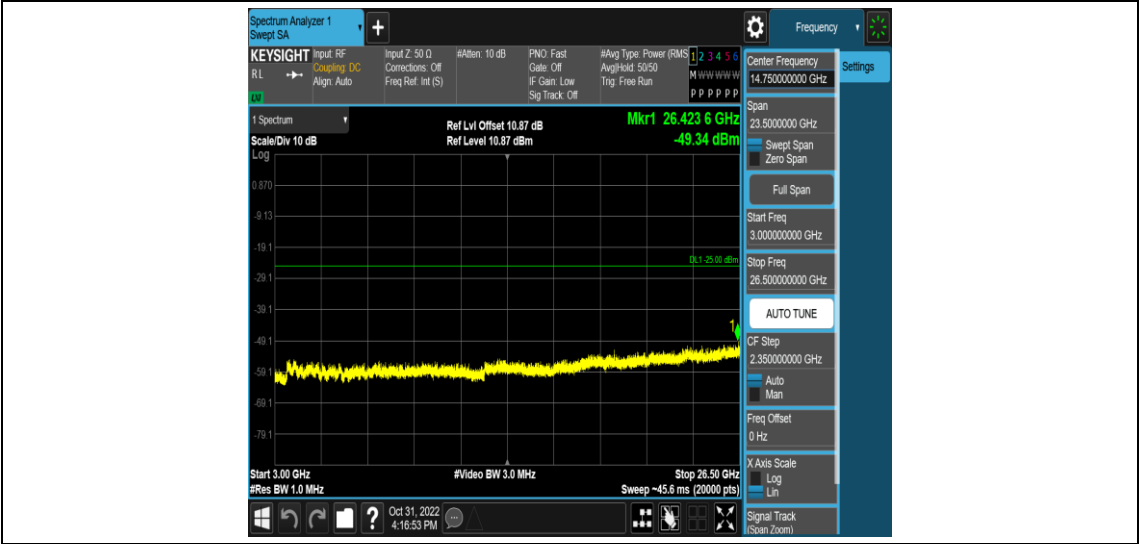 Spectrum Analyzer 1
Swept SA
+
Frequency
KEYSIGHT
RL
Input: RF
Coupling: DC
Align: Auto
Input Z: 50 Ω
Corrections: Off
Freq Ref: Int (S)
#Atten: 10 dB
PNO: Fast
Gate: Off
IF Gain: Low
Sig Track: Off
#Avg Type: Power (RMS
Avg|Hold: 50/50
Trig: Free Run
1 2 3 4 5 6
M W W W W W
P P P P P P
1 Spectrum
Scale/Div 10 dB
Log
Ref Lvl Offset 10.87 dB
Ref Level 10.87 dBm
Mkr1 26.423 6 GHz
-49.34 dBm
0.870
-9.13
-19.1
DL1 -25.00 dBm
-29.1
-39.1
1
-49.1
-59.1
-69.1
-79.1
Start 3.00 GHz
#Res BW 1.0 MHz
#Video BW 3.0 MHz
Stop 26.50 GHz
Sweep ~45.6 ms (20000 pts)
?
Oct 31, 2022
4:16:53 PM
Center Frequency
14.750000000 GHz
Settings
Span
23.5000000 GHz
Swept Span
Zero Span
Full Span
Start Freq
3.000000000 GHz
Stop Freq
26.500000000 GHz
AUTO TUNE
CF Step
2.350000000 GHz
Auto
Man
Freq Offset
0 Hz
X Axis Scale
Log
Lin
Signal Track
(Span Zoom)